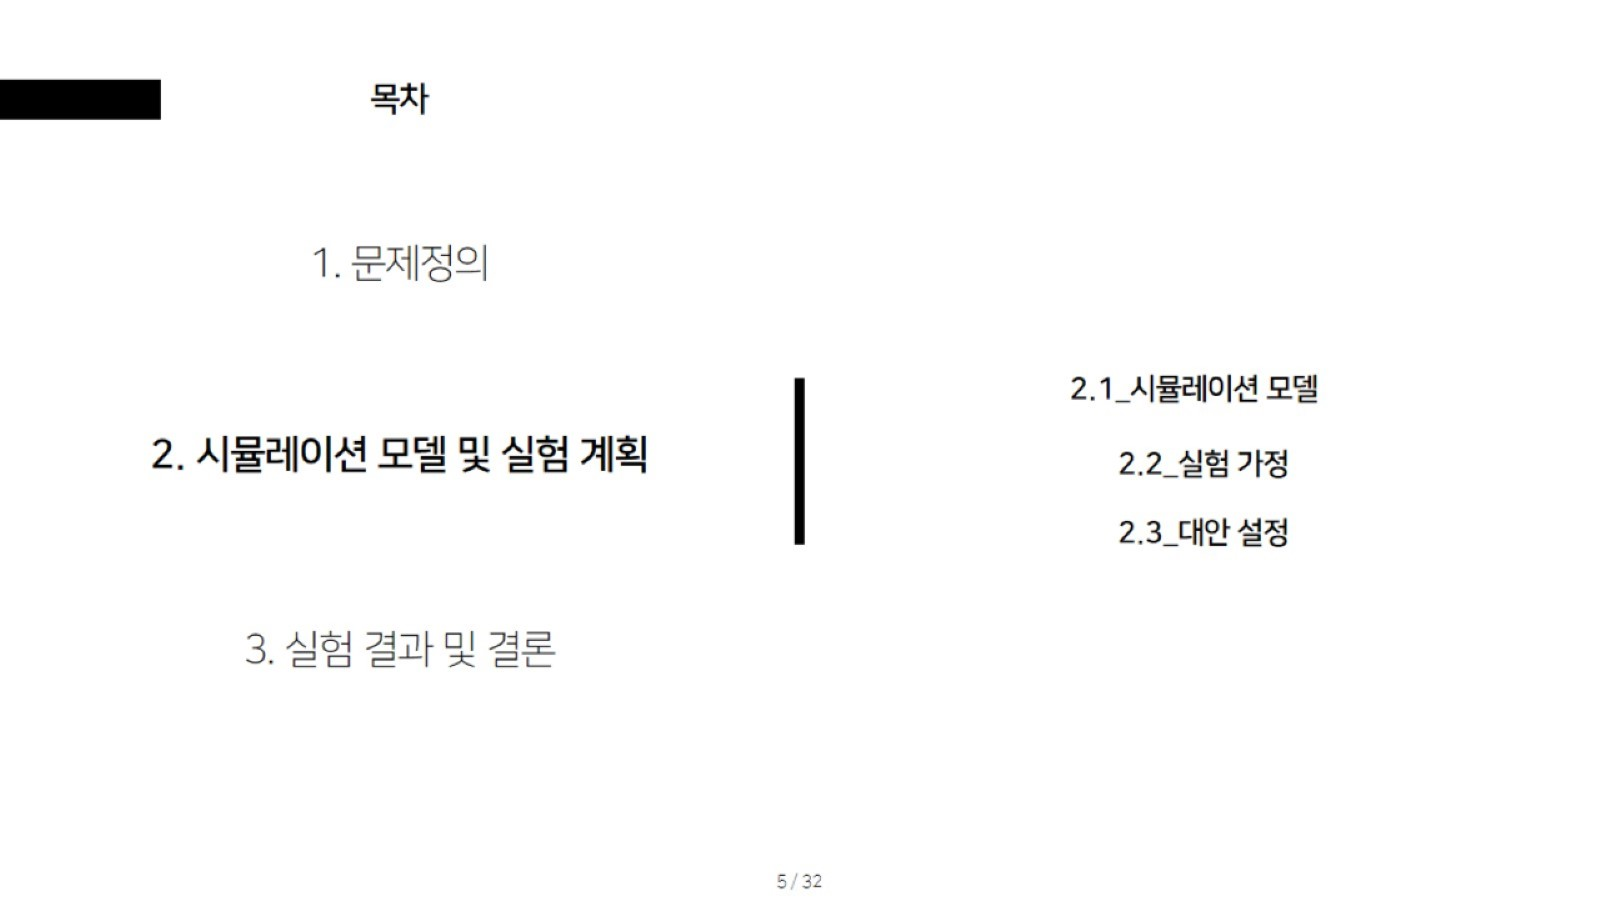 목차
1. 문제정의
2. 시뮬레이션 모델 및 실험 계획
3. 실험 결과 및 결론
2.1_시뮬레이션 모델
2.2_실험 가정
2.3_대안 설정
5 / 32